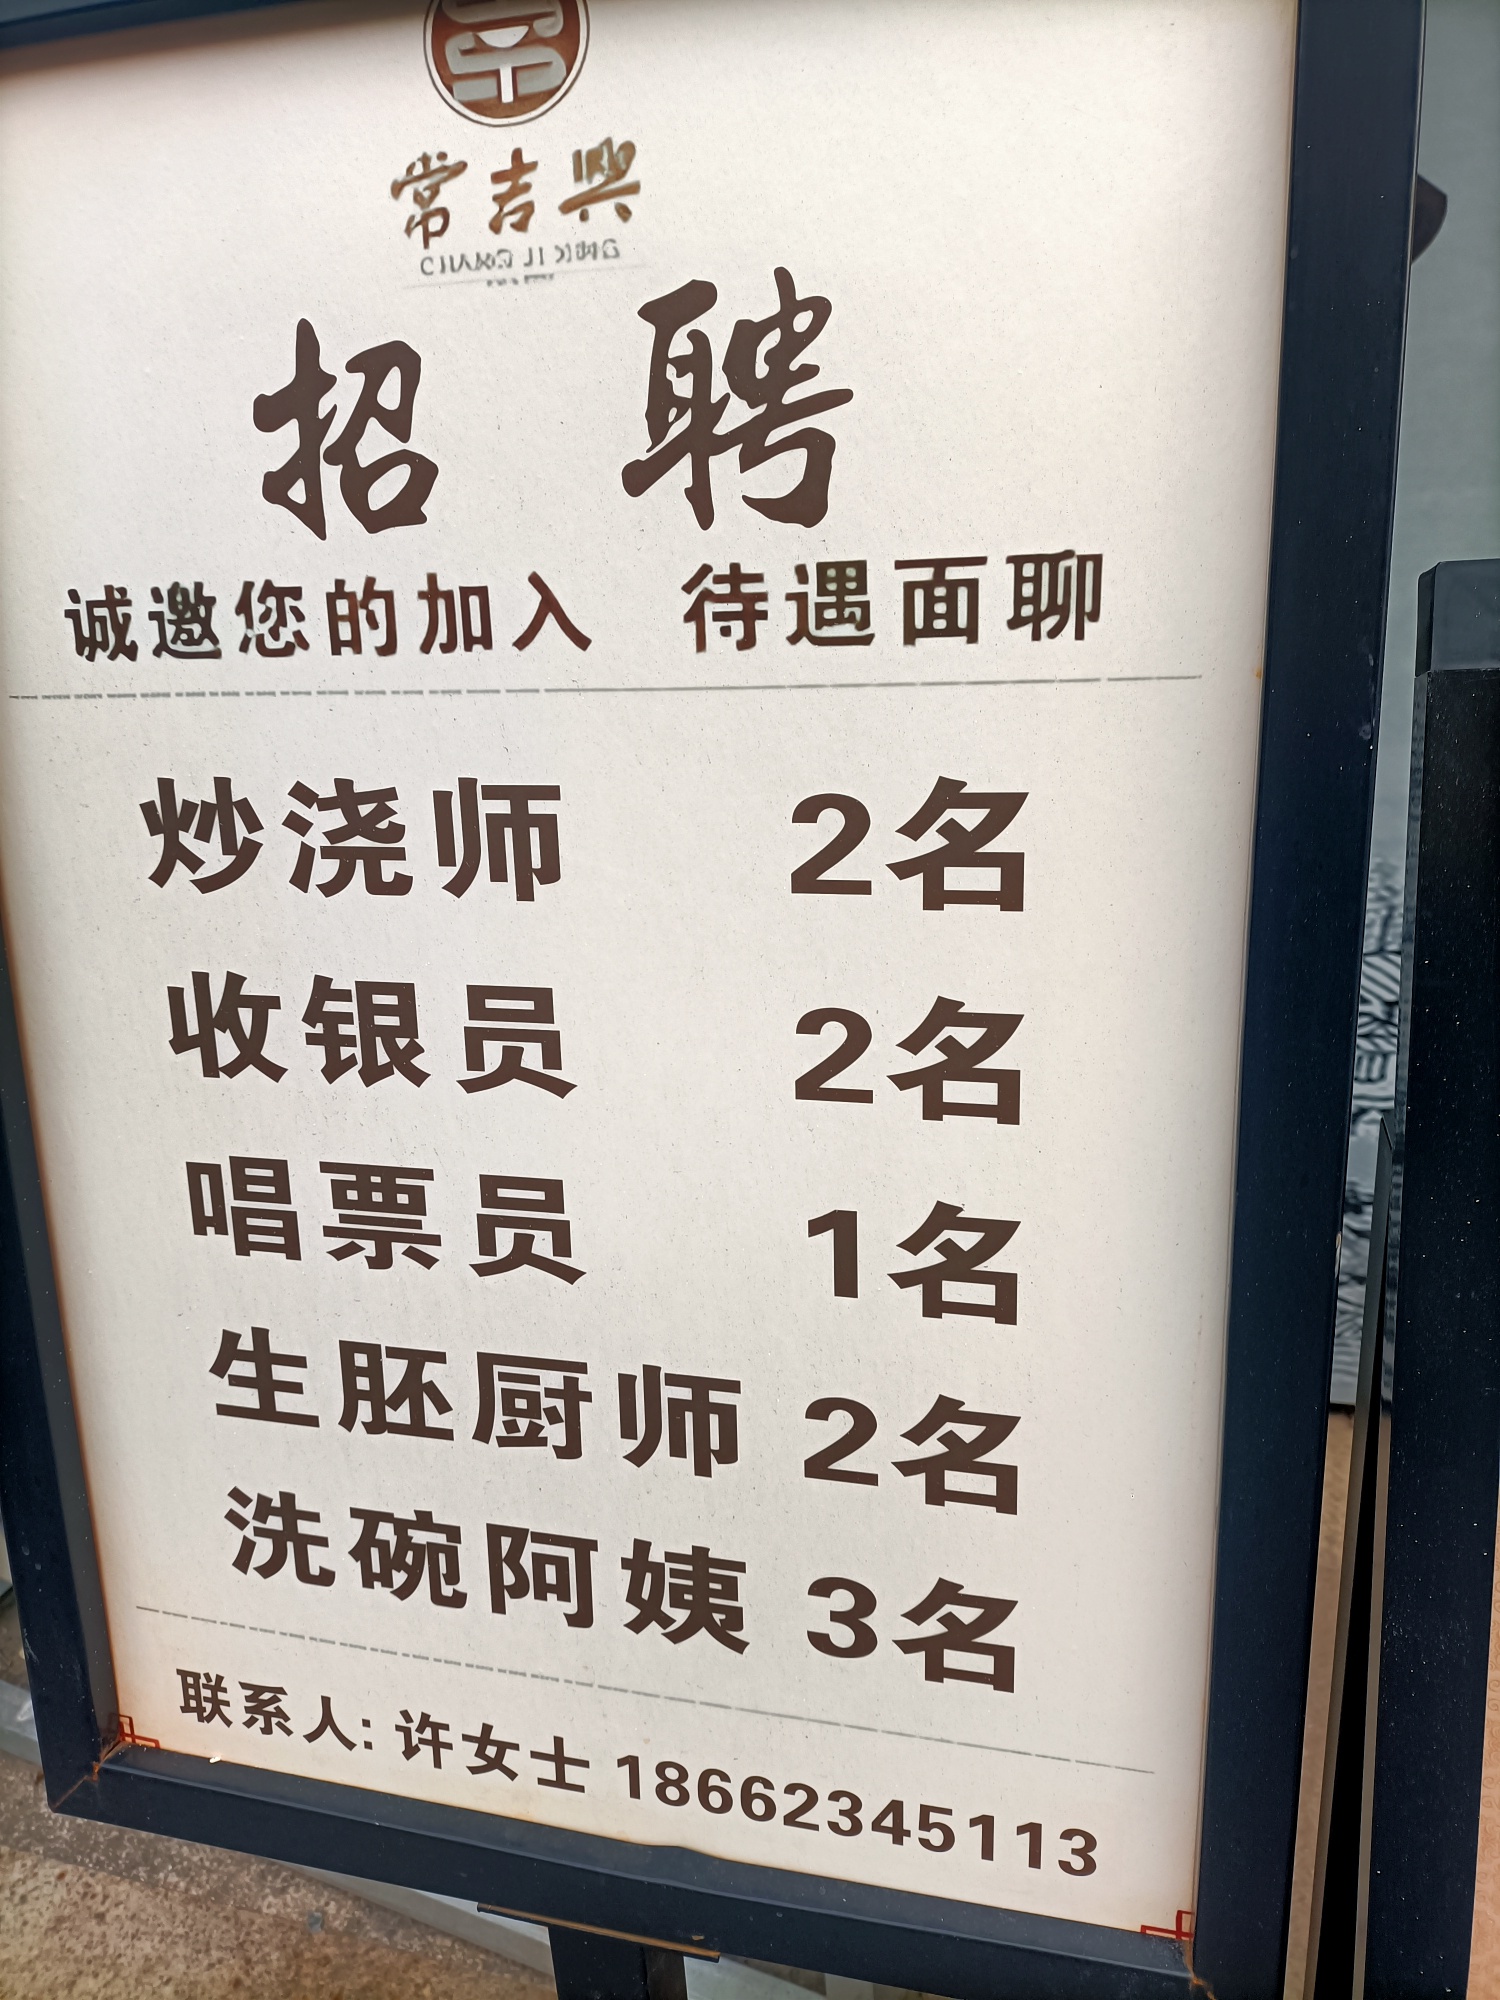 常吉興
招聘
诚邀您的加入 待遇面聊
炒浇师 2名
收银员 2名
唱票员 1名
生胚厨师 2名
洗碗阿姨 3名
联系人: 许女士 18662345113